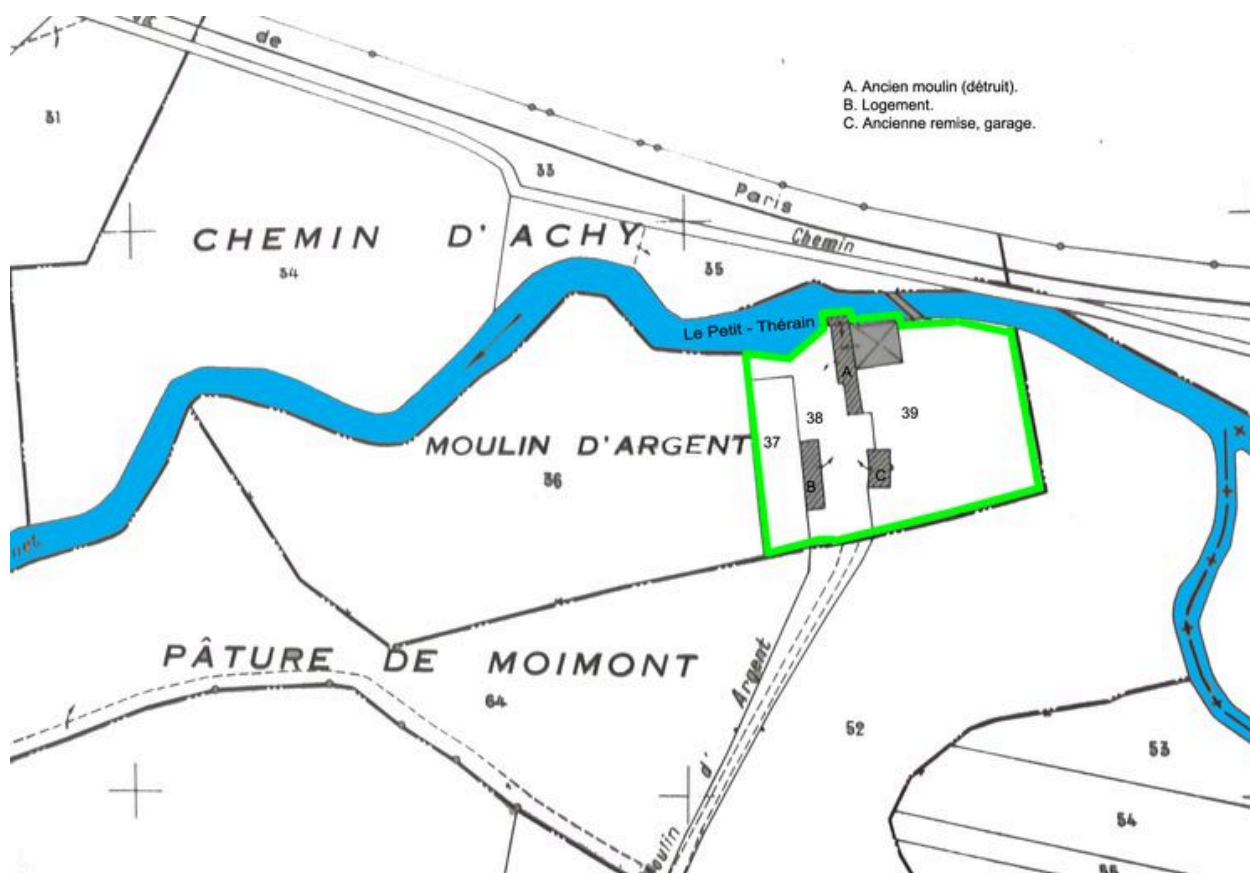 de
A. Ancien moulin (détruit).
B. Logement.
C. Ancienne remise, garage.
31
33
Paris
Chemin
CHEMIN D'ACHY
34
35
Le Petit - Thérain
A
38
39
37
MOULIN D'ARGENT
36
B
C
net
PÂTURE DE MOIMONT
64
Argent
d'
52
53
54